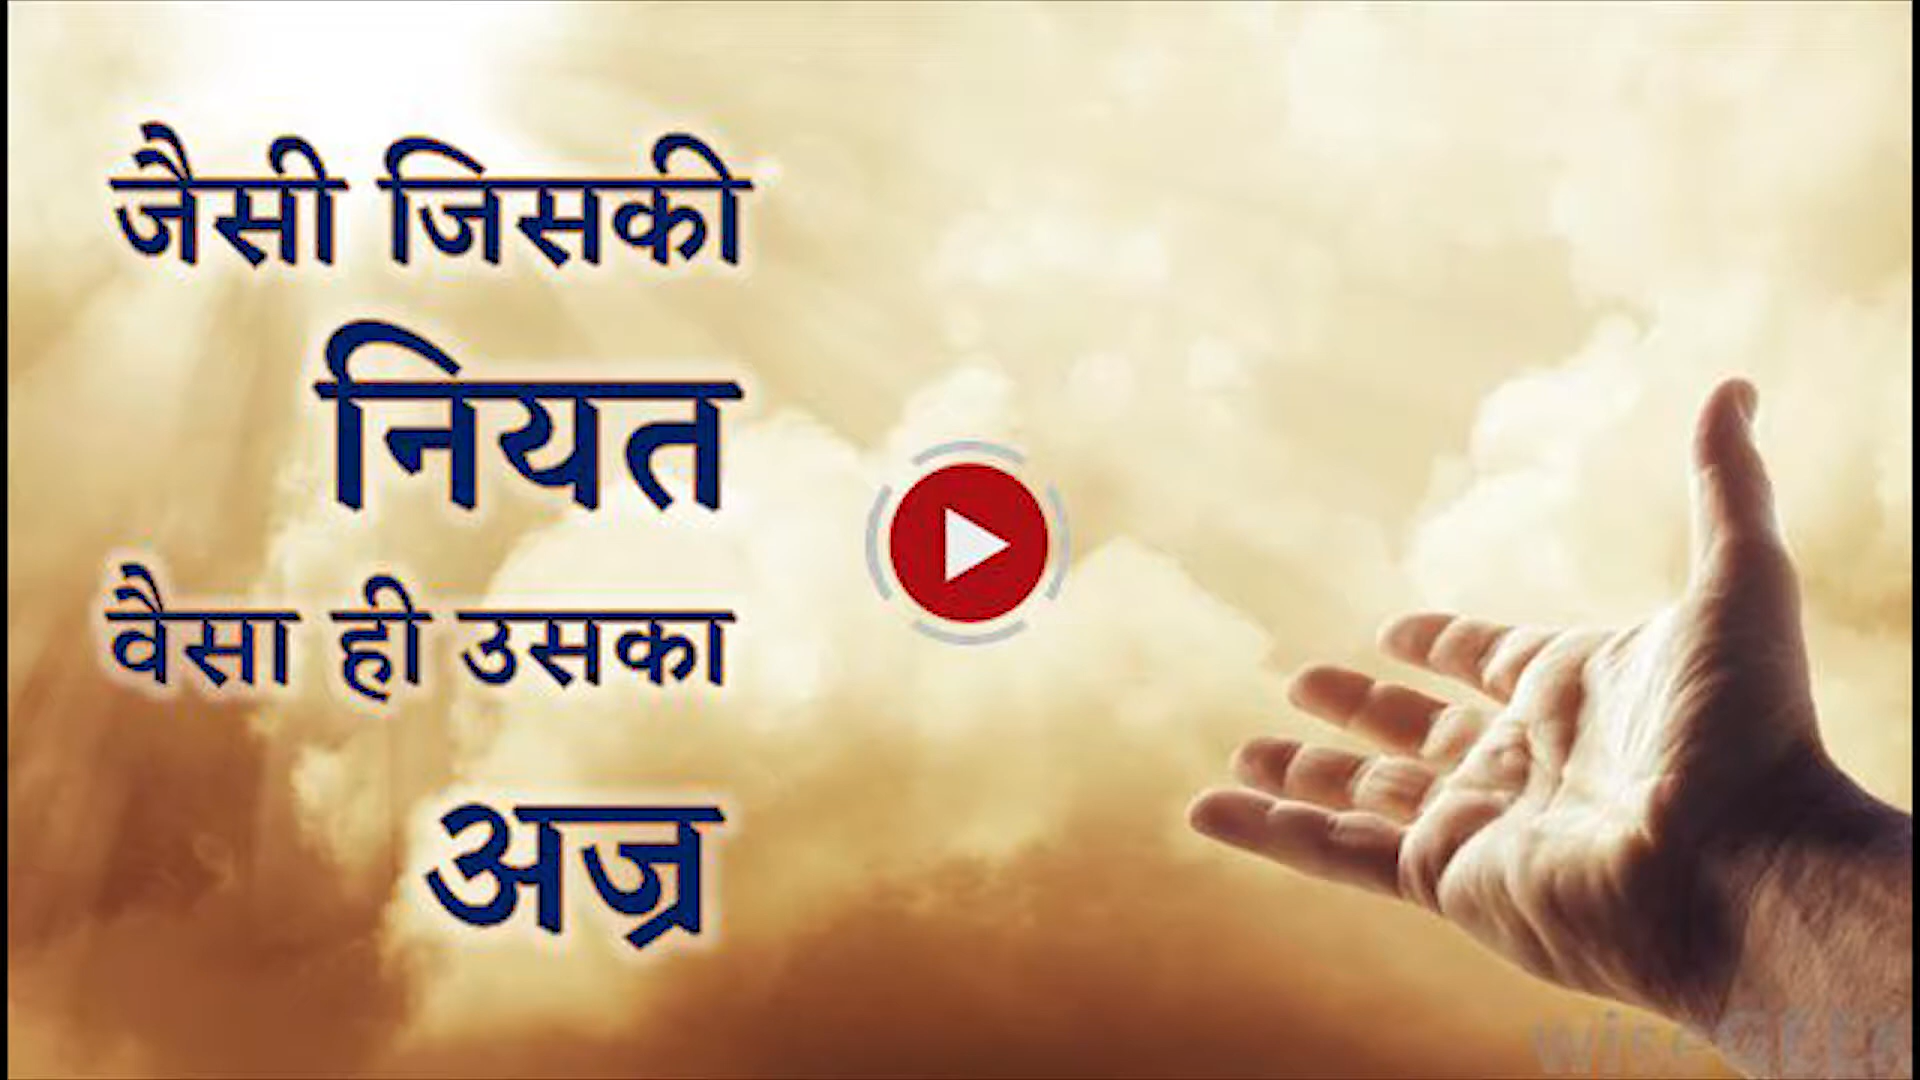 जैसी जिसकी
नियत
वैसा ही उसका
अज्र